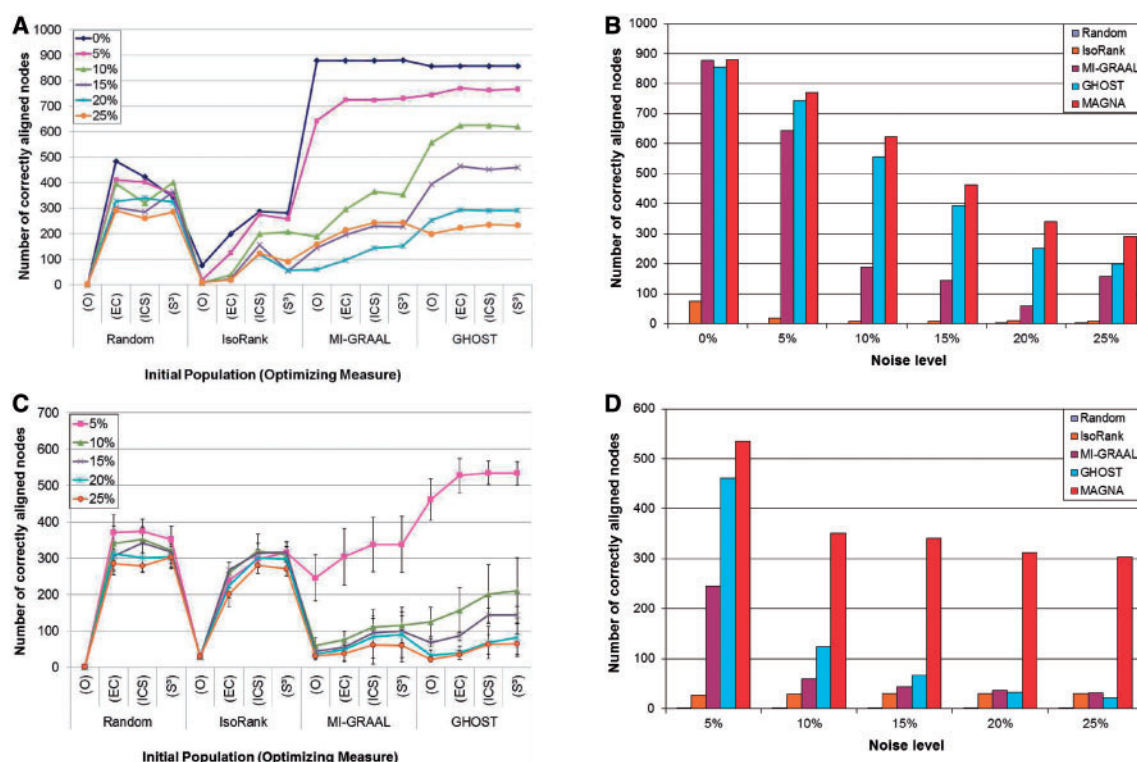 A
Number of correctly aligned nodes
1000
900
800
700
600
500
400
300
200
100
0
0%
5%
10%
15%
20%
25%
(O) (EC) (ICS) (S³) (O) (EC) (ICS) (S³) (O) (EC) (ICS) (S³) (O) (EC) (ICS) (S³)
Random IsoRank MI-GRAAL GHOST
Initial Population (Optimizing Measure)
B
Number of correctly aligned nodes
1000
900
800
700
600
500
400
300
200
100
0
Random
IsoRank
MI-GRAAL
GHOST
MAGNA
0% 5% 10% 15% 20% 25%
Noise level
C
Number of correctly aligned nodes
700
600
500
400
300
200
100
0
5%
10%
15%
20%
25%
(O) (EC) (ICS) (S³) (O) (EC) (ICS) (S³) (O) (EC) (ICS) (S³) (O) (EC) (ICS) (S³)
Random IsoRank MI-GRAAL GHOST
Initial Population (Optimizing Measure)
D
Number of correctly aligned nodes
600
500
400
300
200
100
0
Random
IsoRank
MI-GRAAL
GHOST
MAGNA
5% 10% 15% 20% 25%
Noise level